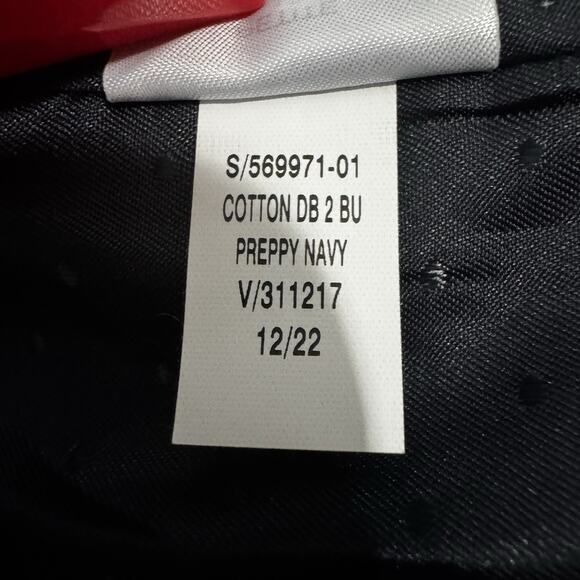 S/569971-01
COTTON DB 2 BU
PREPPY NAVY
V/311217
12/22